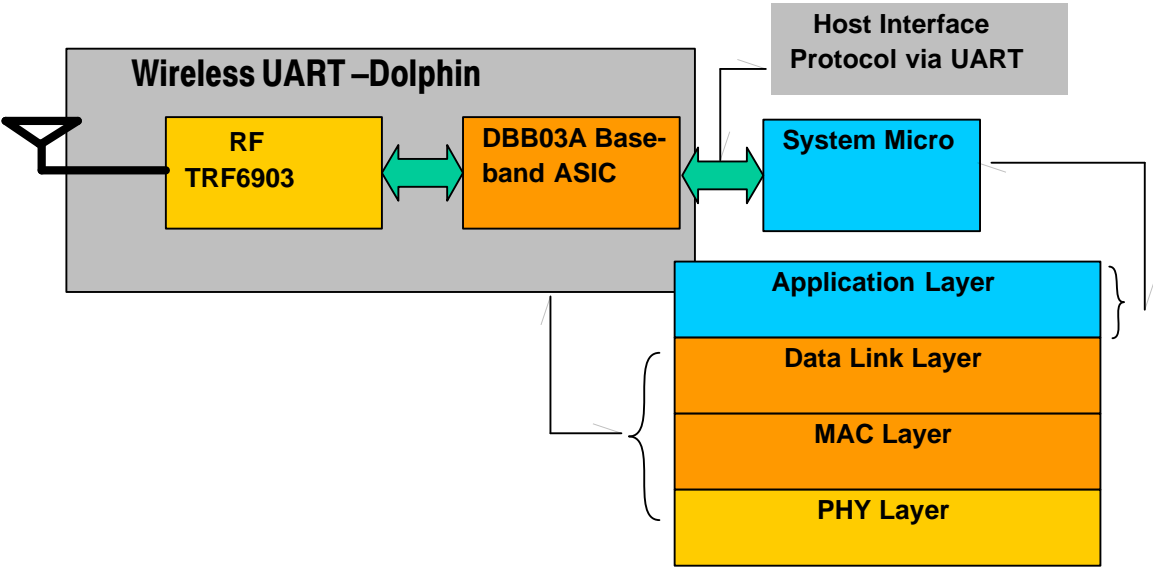 Host Interface
Protocol via UART
Wireless UART –Dolphin
RF
TRF6903
DBB03A Base-
band ASIC
System Micro
Application Layer
Data Link Layer
MAC Layer
PHY Layer